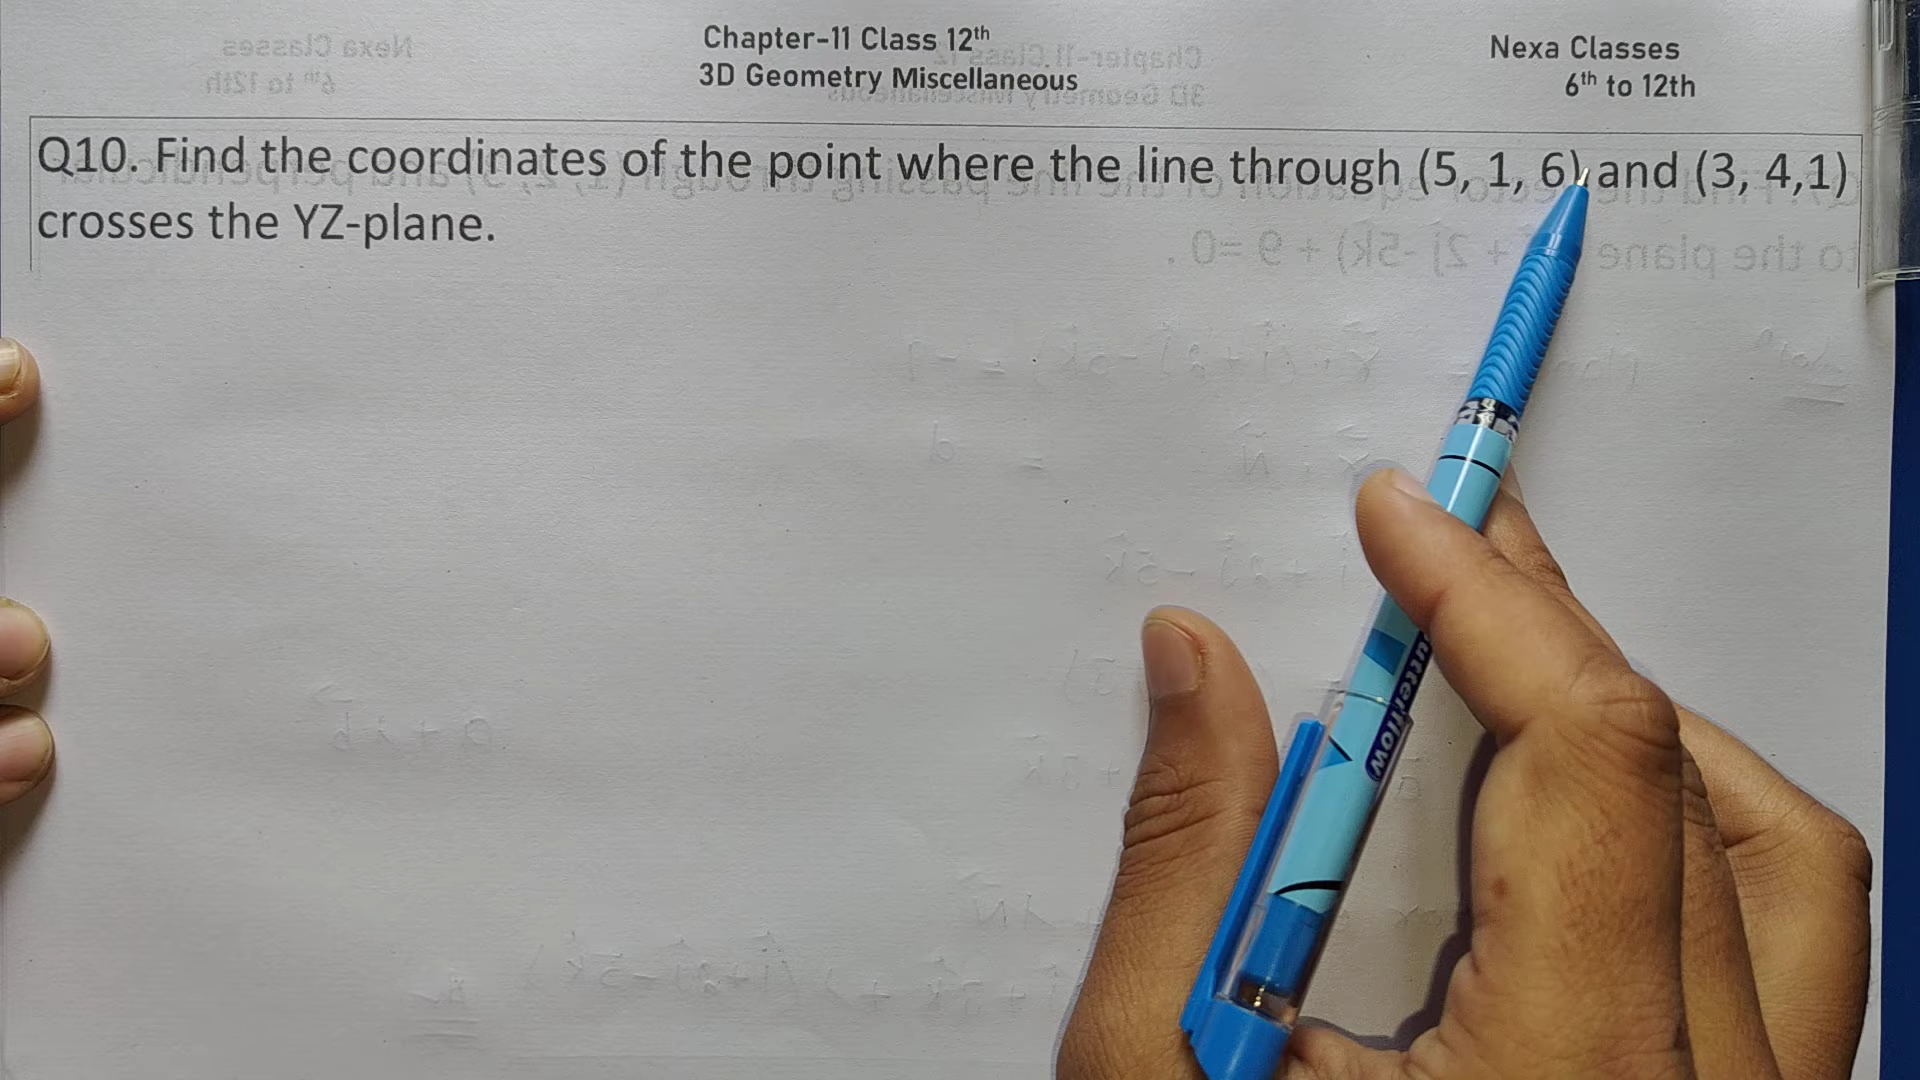 Chapter-11 Class 12th
3D Geometry Miscellaneous
Nexa Classes
6th to 12th
Q10. Find the coordinates of the point where the line through (5, 1, 6) and (3, 4,1)
crosses the YZ-plane.
utterflow